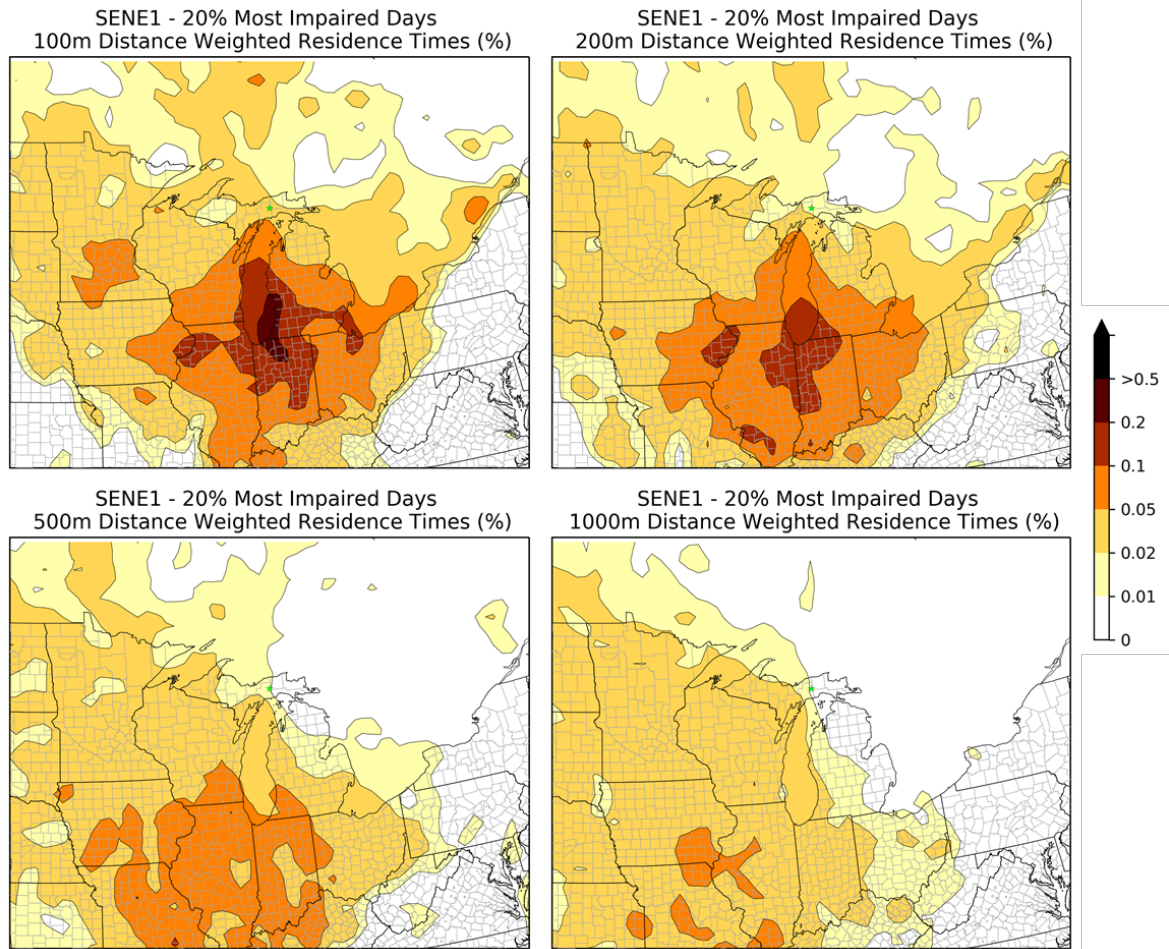 SENE1 - 20% Most Impaired Days
100m Distance Weighted Residence Times (%)
SENE1 - 20% Most Impaired Days
200m Distance Weighted Residence Times (%)
>0.5
0.2
0.1
0.05
0.02
0.01
0
SENE1 - 20% Most Impaired Days
500m Distance Weighted Residence Times (%)
SENE1 - 20% Most Impaired Days
1000m Distance Weighted Residence Times (%)